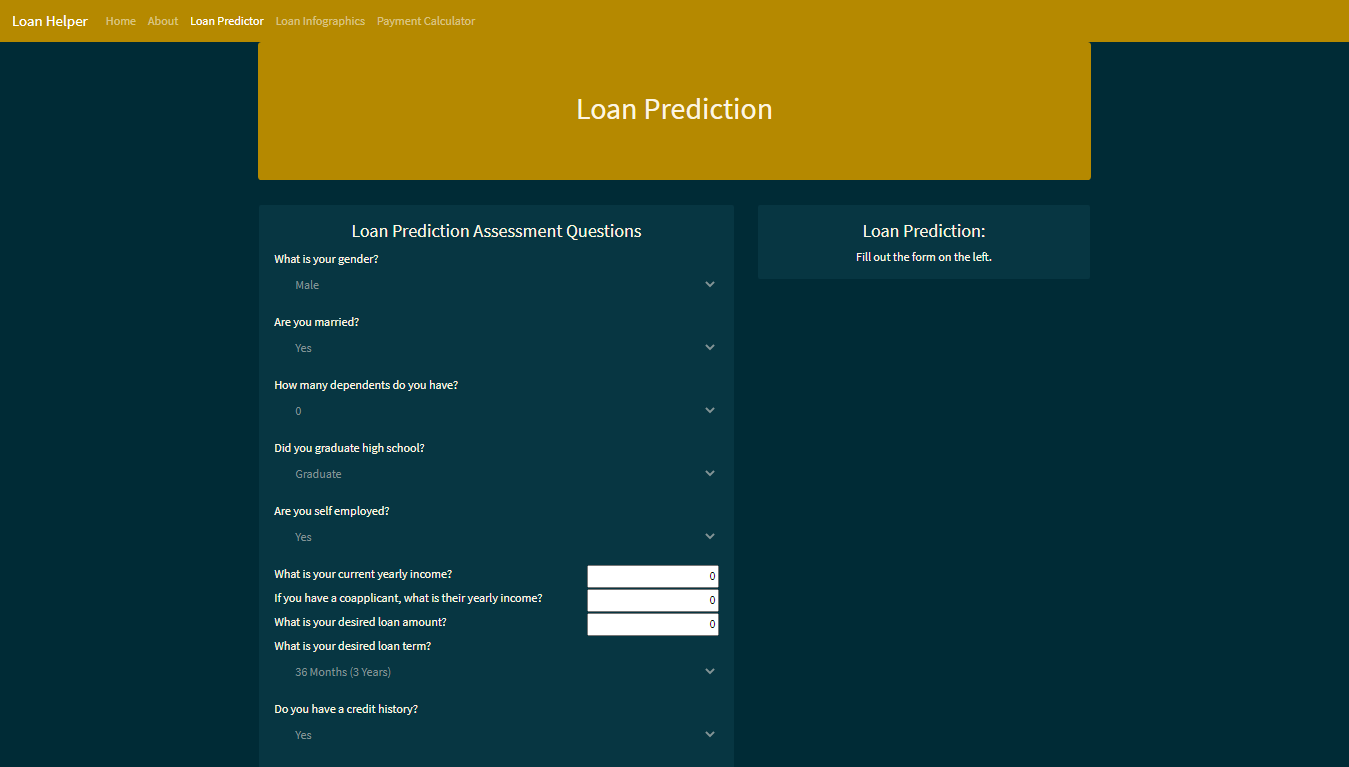 Loan Helper Home About Loan Predictor Loan Infographics Payment Calculator
Loan Prediction
Loan Prediction Assessment Questions
What is your gender?
Male
Are you married?
Yes
How many dependents do you have?
0
Did you graduate high school?
Graduate
Are you self employed?
Yes
What is your current yearly income? 0
If you have a coapplicant, what is their yearly income? 0
What is your desired loan amount? 0
What is your desired loan term?
36 Months (3 Years)
Do you have a credit history?
Yes
Loan Prediction:
Fill out the form on the left.